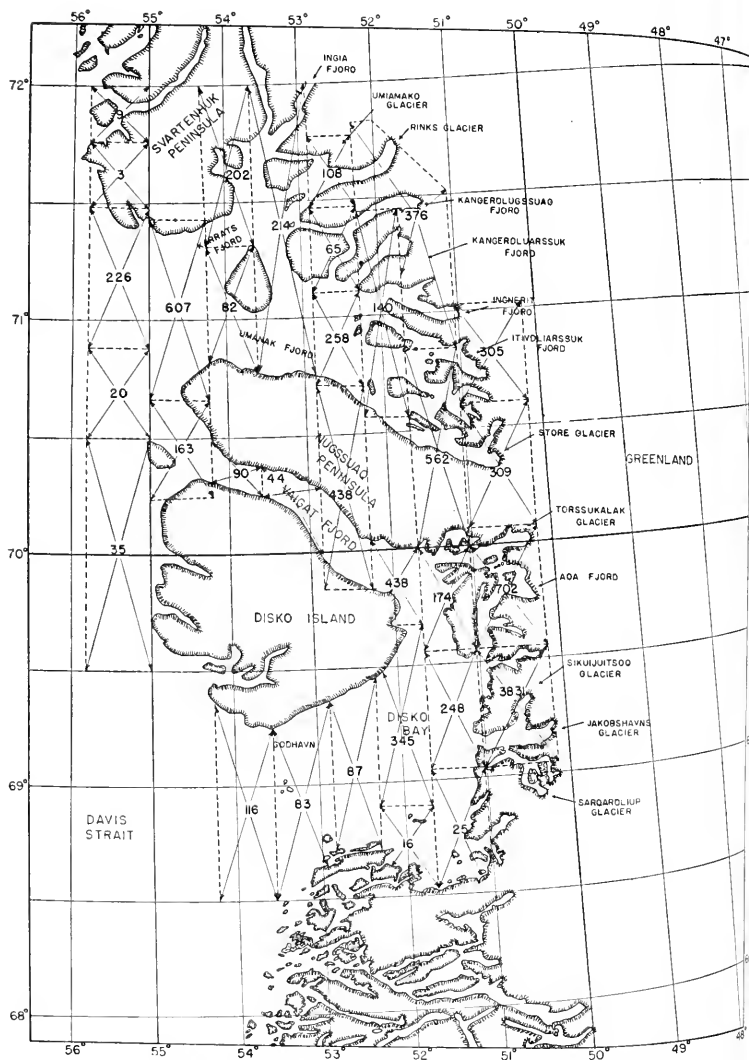 56° 55° 54° 53° 52° 51° 50° 49° 48° 47°
72°
INGIA
FJORD
UMIAMAKO
GLACIER
RINKS GLACIER
9
SVARTENHUK
PENINSULA
3
202
108
KANGERDLUGSSUAQ
FJORD
376
214
KARRATS
FJORD
65
KANGERDLUARSSUK
FJORD
226
607
82
140
INGNERIT
FJORD
71°
UMANAK FJORD
258
305
ITIVDLIARSSUK
FJORD
20
163
NUGSSUAQ
PENINSULA
562
STORE GLACIER
309
GREENLAND
90
44
438
VAIGAT FJORD
TORSSUKALAK
GLACIER
35
70°
438
702
AOA FJORD
174
DISKO ISLAND
SIKUIJUITSOQ
GLACIER
383
248
DISKO
BAY
345
JAKOBSHAVNS
GLACIER
GODHAVN
87
69°
116
83
SARQARDLIUP
GLACIER
DAVIS
STRAIT
25
16
68°
56° 55° 54° 53° 52° 51° 50° 49° 48°